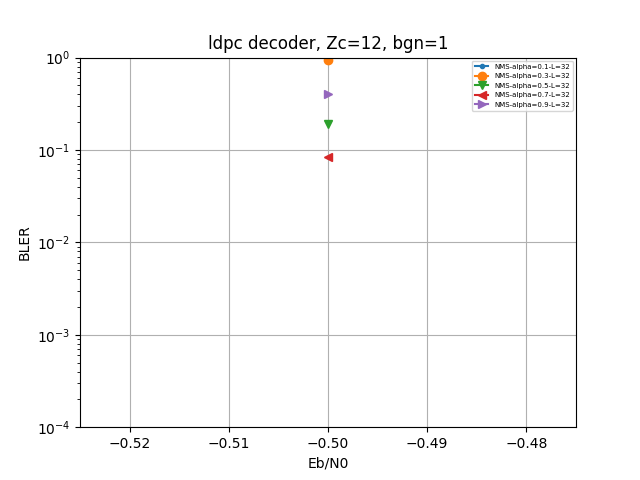 ldpc decoder, Zc=12, bgn=1
NMS-alpha=0.1-L=32
NMS-alpha=0.3-L=32
NMS-alpha=0.5-L=32
NMS-alpha=0.7-L=32
NMS-alpha=0.9-L=32
BLER
10⁰
10⁻¹
10⁻²
10⁻³
10⁻⁴
−0.52 −0.51 −0.50 −0.49 −0.48
Eb/N0